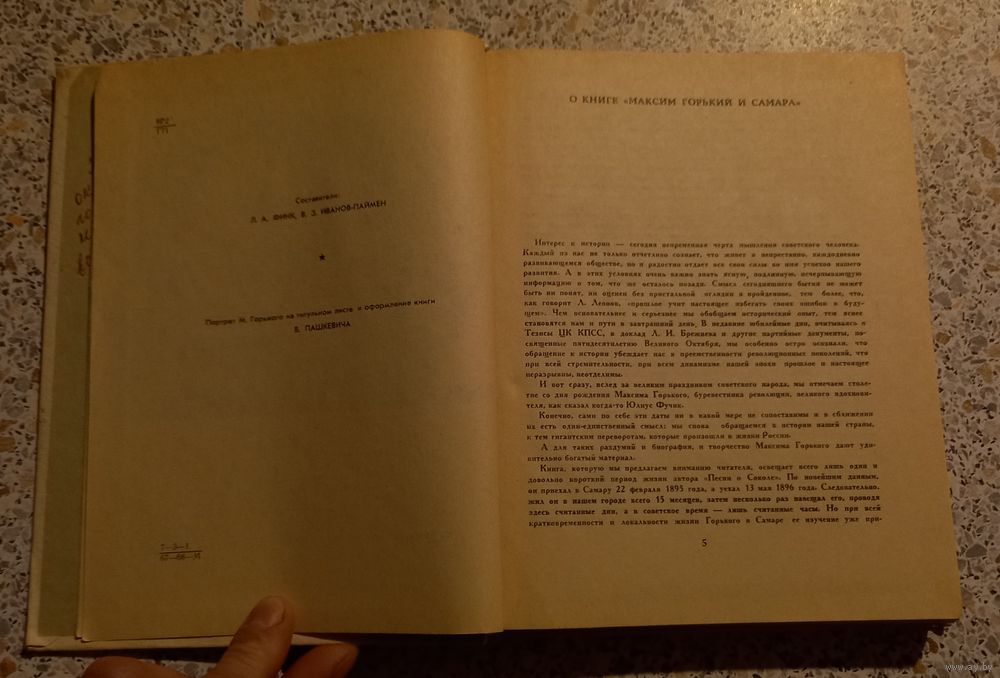 Составители:
Л. А. ФИНК, В. З. ИВАНОВ-ПАЙМЕН
Портрет М. Горького на титульном листе и оформление книги
В. ПАШКЕВИЧА
О КНИГЕ «МАКСИМ ГОРЬКИЙ И САМАРА»
Интерес к истории — сегодня непременная черта мышления советского человека.
Каждый из нас не только отчетливо сознает, что живет в непрестанно, каждодневно
развивающемся обществе, но и радостно отдает все свои силы во имя успехов нашего
развития. А в этих условиях очень важно знать ясную, подлинную, исчерпывающую
информацию о том, что же осталось позади. Смысл сегодняшнего бытия не может
быть ни понят, ни оценен без пристальной оглядки в пройденное, тем более, что,
как говорит Л. Леонов, «прошлое учит настоящее избегать своих ошибок в буду-
щем». Чем основательнее и серьезнее мы обобщаем исторический опыт, тем яснее
становятся нам и пути в завтрашний день. В недавние юбилейные дни, вчитываясь в
Тезисы ЦК КПСС, в доклад Л. И. Брежнева и другие партийные документы, по-
священные пятидесятилетию Великого Октября, мы особенно остро осознали, что
обращение к истории убеждает нас в преемственности революционных поколений, что
при всей стремительности, при всем динамизме нашей эпохи прошлое и настоящее
неразрывны, неотделимы.
И вот сразу, вслед за великим праздником советского народа, мы отмечаем столе-
тие со дня рождения Максима Горького, буревестника революции, великого вдохнови-
теля, как сказал когда-то Юлиус Фучик.
Конечно, сами по себе эти даты ни в какой мере не сопоставимы и в сближении
их есть один-единственный смысл: мы снова обращаемся к истории нашей страны,
к тем гигантским переворотам, которые произошли в жизни России.
А для таких раздумий и биография, и творчество Максима Горького дают уди-
вительно богатый материал.
Книга, которую мы предлагаем вниманию читателя, освещает всего лишь один и
довольно короткий период жизни автора «Песни о Соколе». По новейшим данным,
он приехал в Самару 22 февраля 1895 года, а уехал 13 мая 1896 года. Следовательно,
жил он в нашем городе всего 15 месяцев, затем несколько раз навещал его, проводя
здесь считанные дни, а в советское время — лишь считанные часы. Но при всей
кратковременности и локальности жизни Горького в Самаре ее изучение уже при-
5
www.ay.by